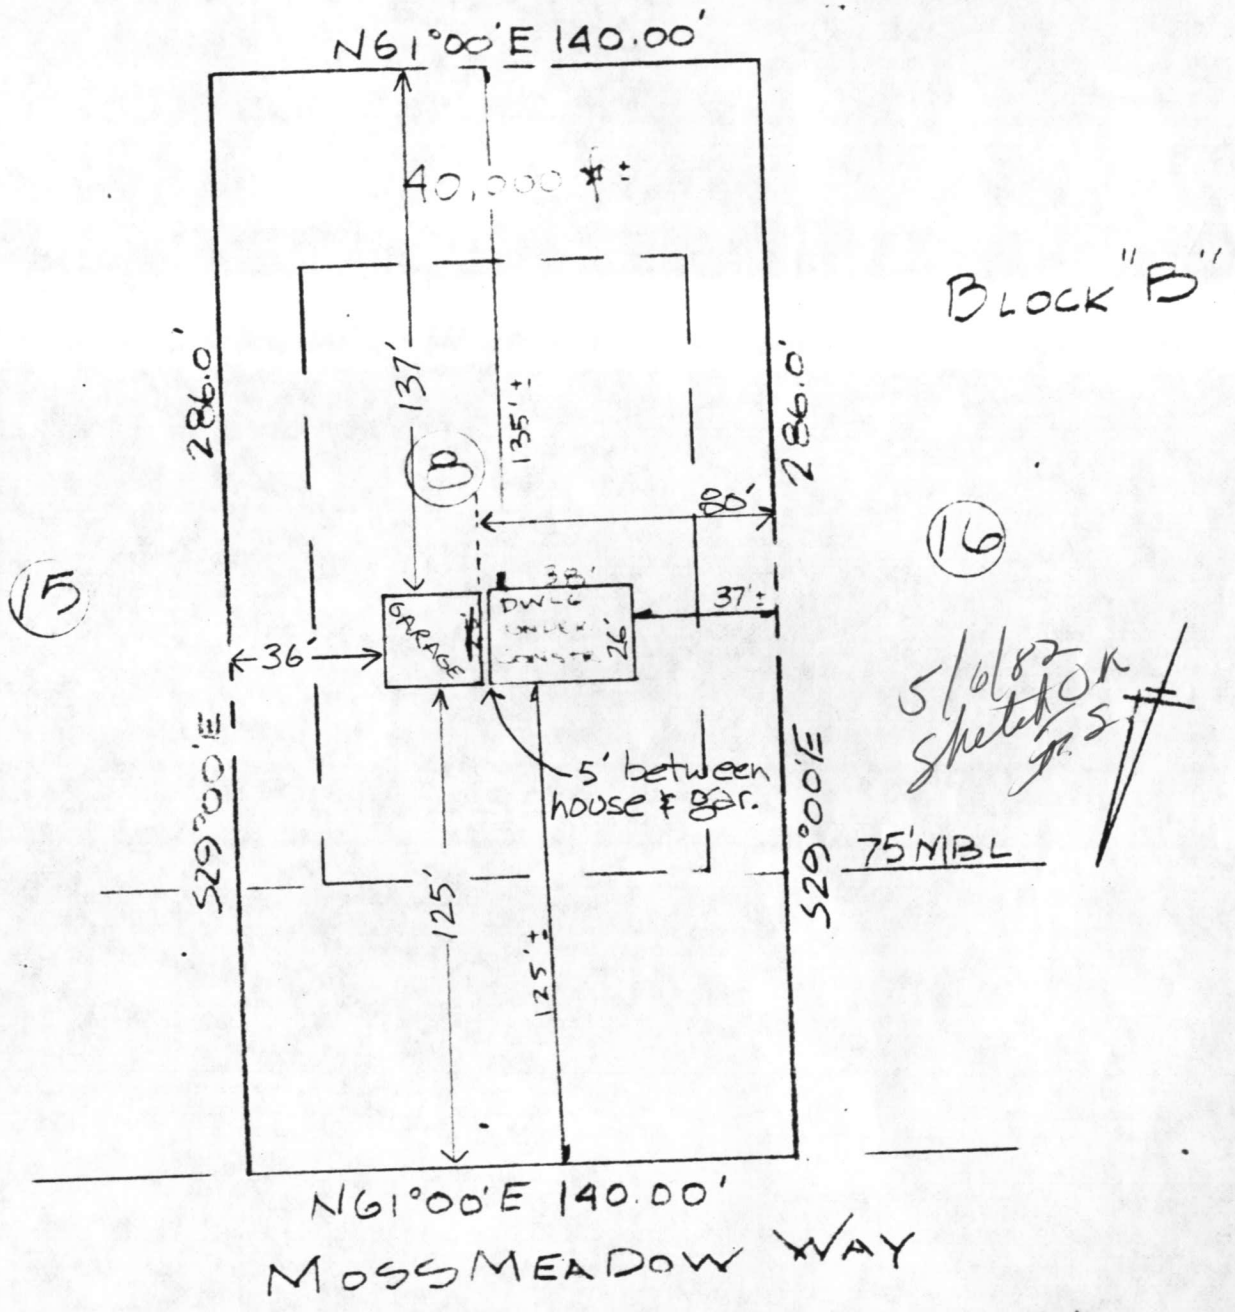 N61°00'E 140.00'
40,000 ±
BLOCK "B"
286.0'
137'
135'±
286.0'
B
80'
16
15
38'
DWLG
GARAGE
26'
37'±
36'
5/6/82
Sketch OK
5' between
house & gar.
S29°00'E
S29°00'E
75' MBL
125'
125'±
N61°00'E 140.00'
MOSS MEADOW WAY